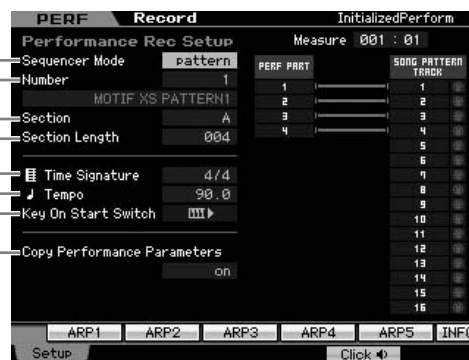 PERF Record InitializedPerform
Performance Rec Setup Measure 001 : 01
Sequencer Mode pattern
Number 1
MOTIF XS PATTERN1
Section A
Section Length 004
Time Signature 4/4
Tempo 90.0
Key On Start Switch
Copy Performance Parameters
on
PERF PART SONG PATTERN
TRACK
1 1
2 2
3 3
4 4
5
6
7
8
9
10
11
12
13
14
15
16
ARP1 ARP2 ARP3 ARP4 ARP5 INFO
Setup Click